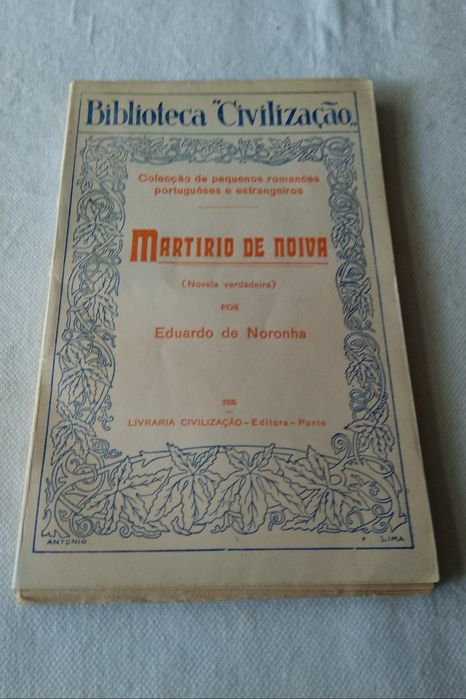 Biblioteca "Civilização"
Colecção de pequenos romances
portuguêses e estrangeiros
MARTIRIO DE NOIVA
(Novela verdadeira)
POR
Eduardo de Noronha
LIVRARIA CIVILIZAÇÃO-Editora-Porto
ANTONIO
LIMA